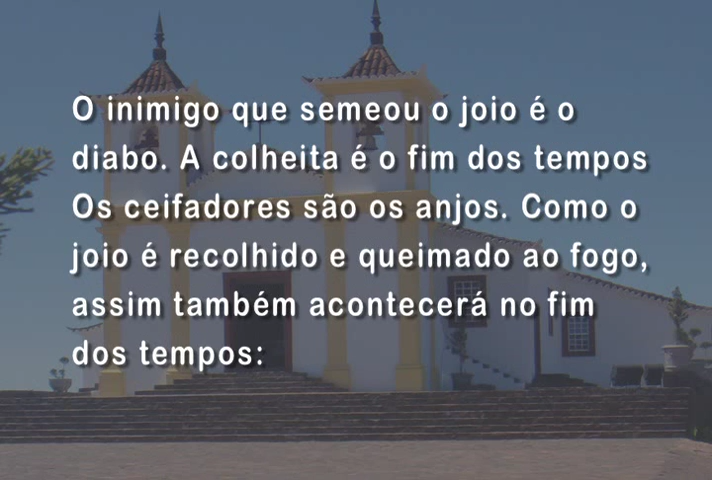 O inimigo que semeou o joio é o
diabo. A colheita é o fim dos tempos
Os ceifadores são os anjos. Como o
joio é recolhido e queimado ao fogo,
assim também acontecerá no fim
dos tempos: